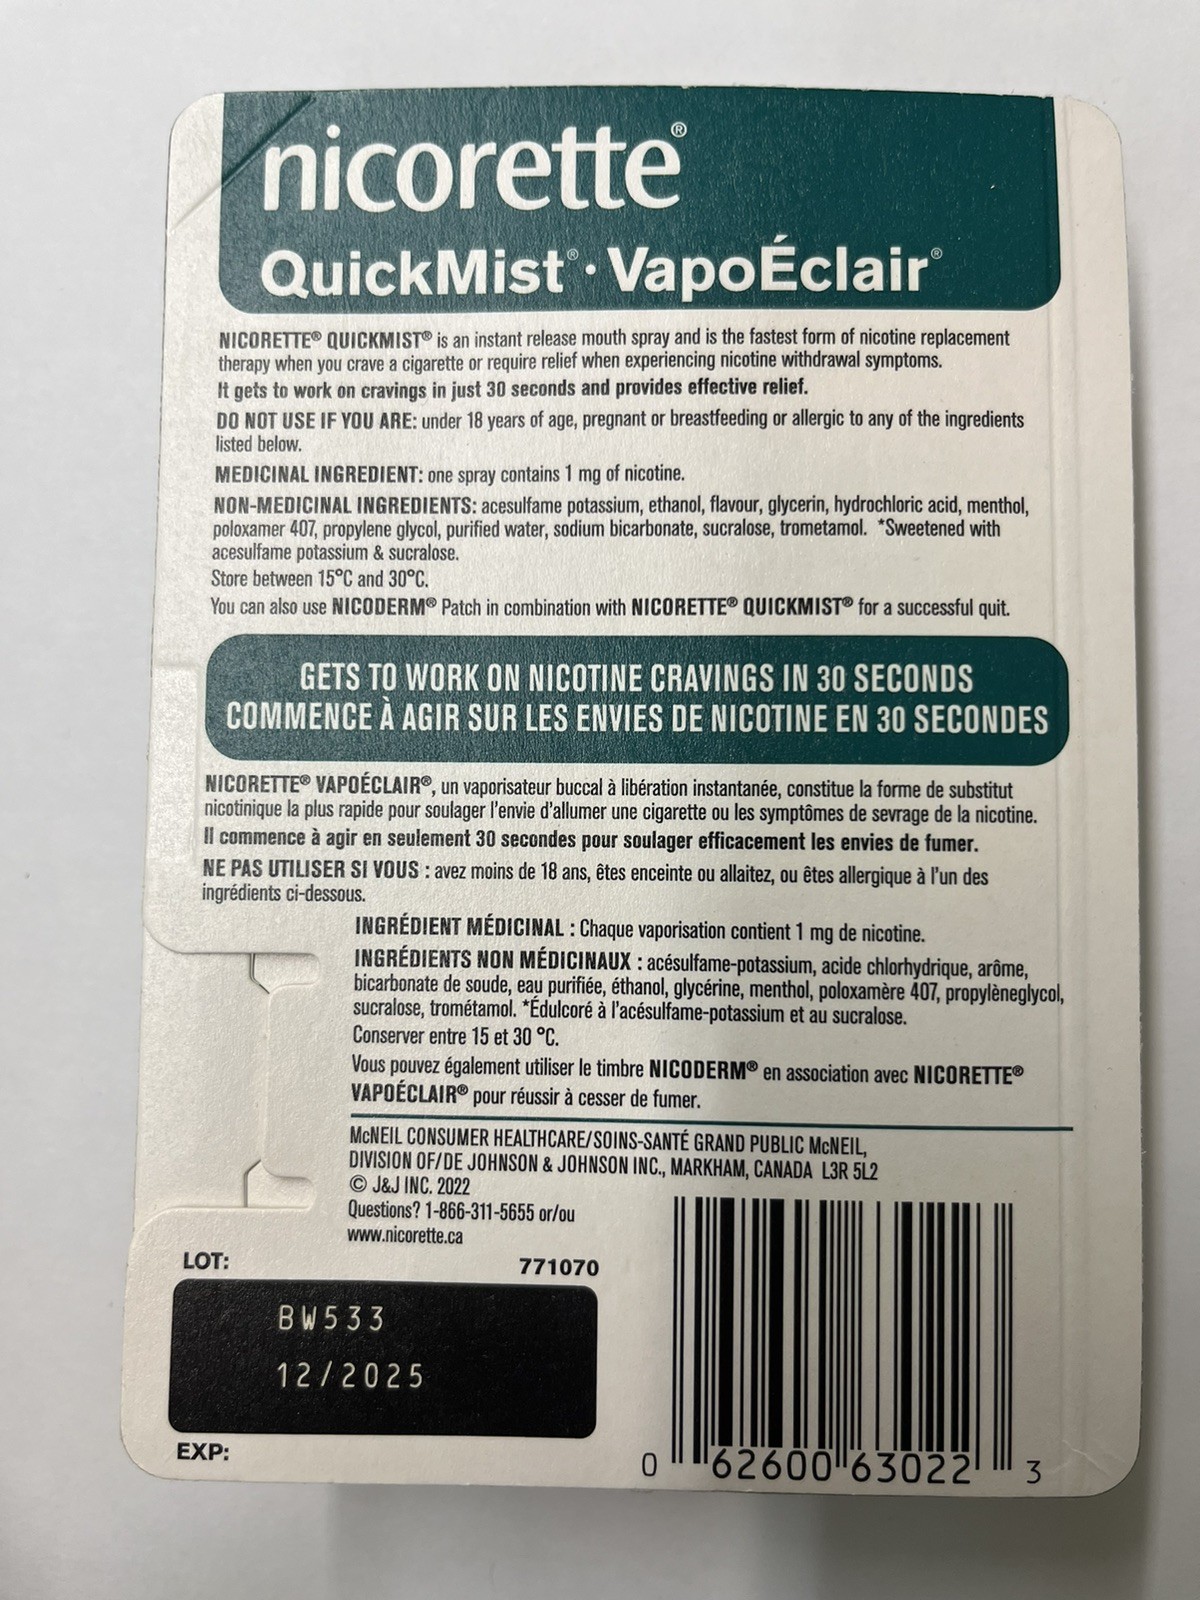 nicorette®
QuickMist® · VapoÉclair®
NICORETTE® QUICKMIST® is an instant release mouth spray and is the fastest form of nicotine replacement
therapy when you crave a cigarette or require relief when experiencing nicotine withdrawal symptoms.
It gets to work on cravings in just 30 seconds and provides effective relief.
DO NOT USE IF YOU ARE: under 18 years of age, pregnant or breastfeeding or allergic to any of the ingredients
listed below.
MEDICINAL INGREDIENT: one spray contains 1 mg of nicotine.
NON-MEDICINAL INGREDIENTS: acesulfame potassium, ethanol, flavour, glycerin, hydrochloric acid, menthol,
poloxamer 407, propylene glycol, purified water, sodium bicarbonate, sucralose, trometamol. *Sweetened with
acesulfame potassium & sucralose.
Store between 15°C and 30°C.
You can also use NICODERM® Patch in combination with NICORETTE® QUICKMIST® for a successful quit.
GETS TO WORK ON NICOTINE CRAVINGS IN 30 SECONDS
COMMENCE À AGIR SUR LES ENVIES DE NICOTINE EN 30 SECONDES
NICORETTE® VAPOÉCLAIR®, un vaporisateur buccal à libération instantanée, constitue la forme de substitut
nicotinique la plus rapide pour soulager l'envie d'allumer une cigarette ou les symptômes de sevrage de la nicotine.
Il commence à agir en seulement 30 secondes pour soulager efficacement les envies de fumer.
NE PAS UTILISER SI VOUS : avez moins de 18 ans, êtes enceinte ou allaitez, ou êtes allergique à l'un des
ingrédients ci-dessous.
INGRÉDIENT MÉDICINAL : Chaque vaporisation contient 1 mg de nicotine.
INGRÉDIENTS NON MÉDICINAUX : acésulfame-potassium, acide chlorhydrique, arôme,
bicarbonate de soude, eau purifiée, éthanol, glycérine, menthol, poloxamère 407, propylèneglycol,
sucralose, trométamol. *Édulcoré à l'acésulfame-potassium et au sucralose.
Conserver entre 15 et 30 °C.
Vous pouvez également utiliser le timbre NICODERM® en association avec NICORETTE®
VAPOÉCLAIR® pour réussir à cesser de fumer.
McNEIL CONSUMER HEALTHCARE/SOINS-SANTÉ GRAND PUBLIC McNEIL,
DIVISION OF/DE JOHNSON & JOHNSON INC., MARKHAM, CANADA L3R 5L2
© J&J INC. 2022
Questions? 1-866-311-5655 or/ou
www.nicorette.ca
LOT: 771070
BW533
12/2025
EXP:
0 62600 63022 3